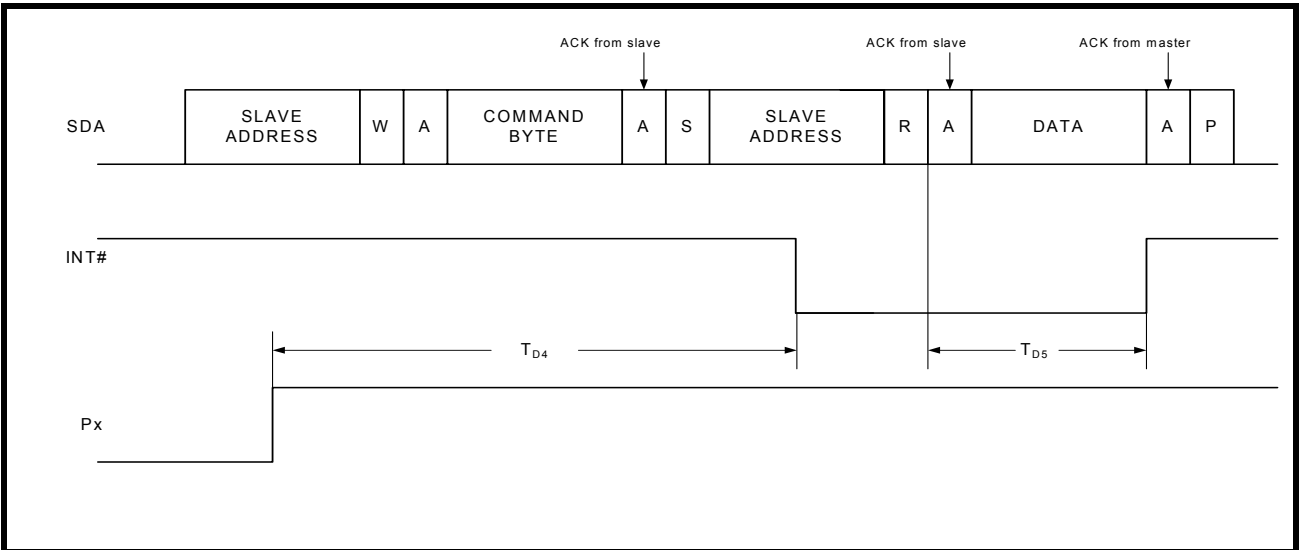 ACK from slave
ACK from slave
ACK from master
SDA
SLAVE ADDRESS
W
A
COMMAND BYTE
A
S
SLAVE ADDRESS
R
A
DATA
A
P
INT#
TD4
TD5
Px